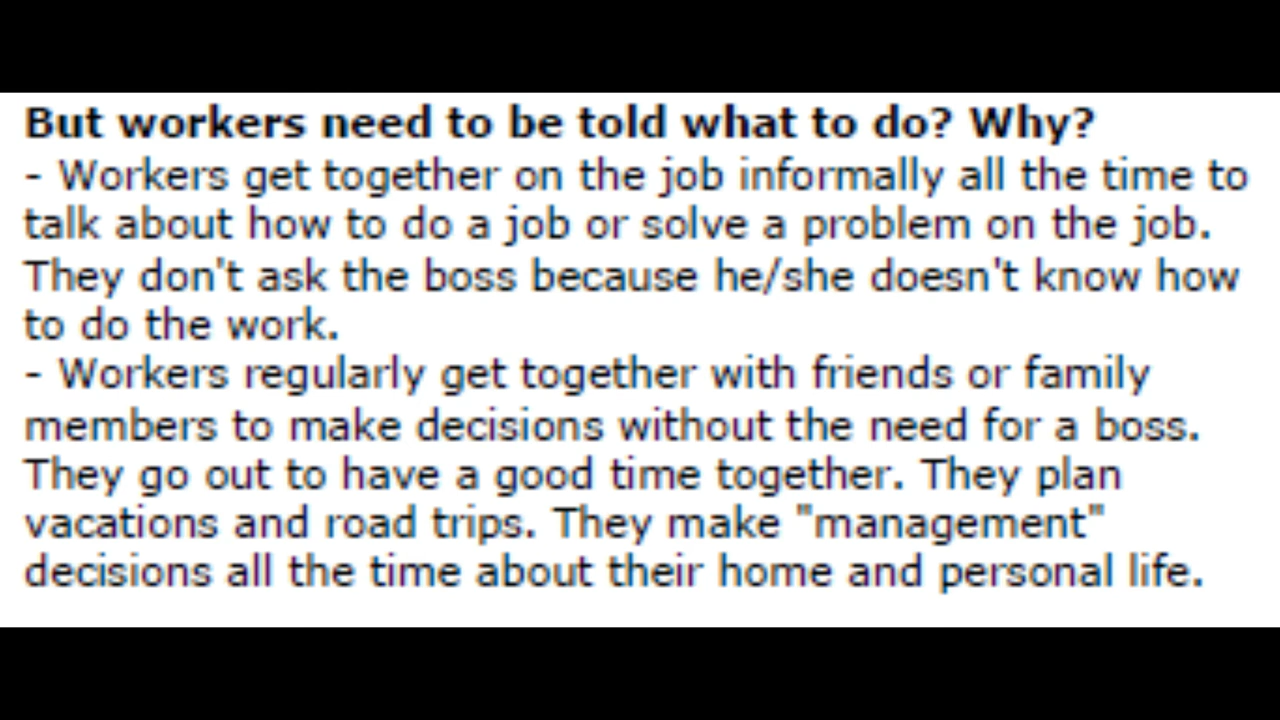 But workers need to be told what to do? Why?
- Workers get together on the job informally all the time to
talk about how to do a job or solve a problem on the job.
They don't ask the boss because he/she doesn't know how
to do the work.
- Workers regularly get together with friends or family
members to make decisions without the need for a boss.
They go out to have a good time together. They plan
vacations and road trips. They make "management"
decisions all the time about their home and personal life.